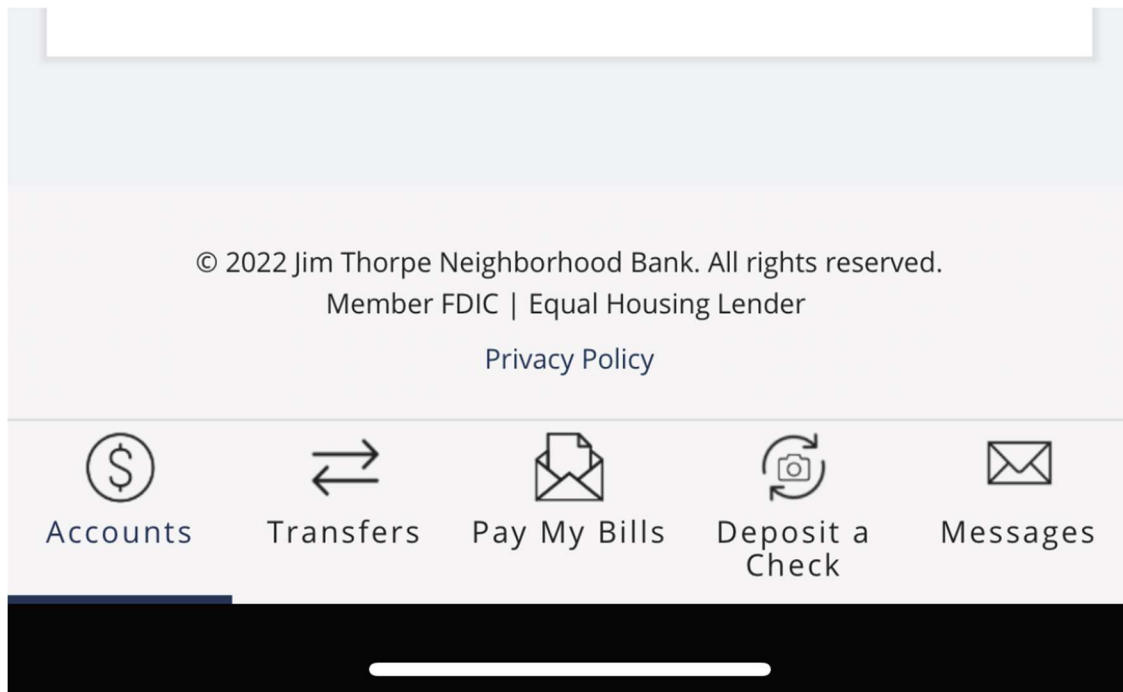 © 2022 Jim Thorpe Neighborhood Bank. All rights reserved.
Member FDIC | Equal Housing Lender
Privacy Policy
$
Accounts
Transfers
Pay My Bills
Deposit a
Check
Messages